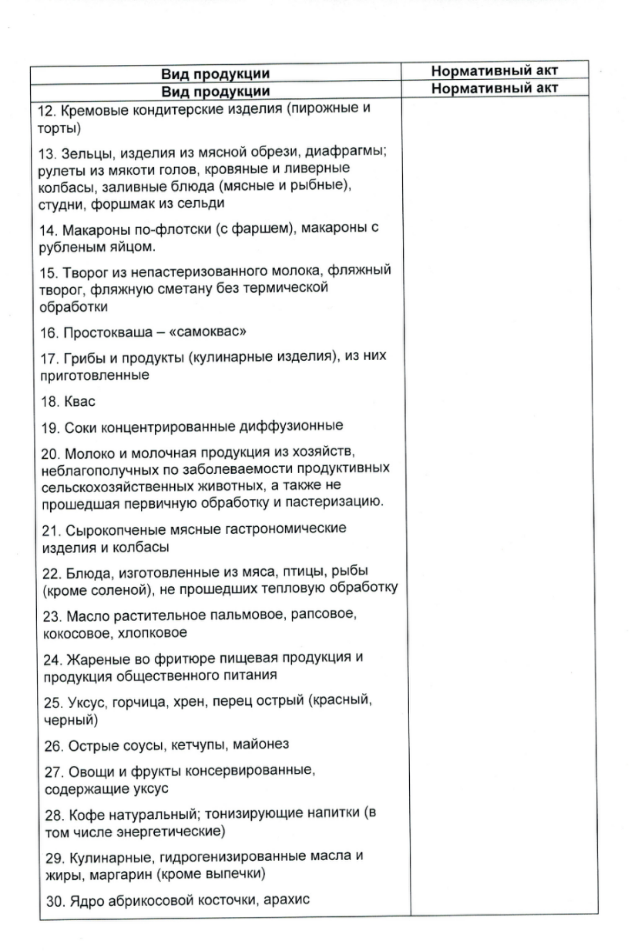 Вид продукции Нормативный акт
Вид продукции Нормативный акт
12. Кремовые кондитерские изделия (пирожные и
торты)
13. Зельцы, изделия из мясной обрези, диафрагмы;
рулеты из мякоти голов, кровяные и ливерные
колбасы, заливные блюда (мясные и рыбные),
студни, форшмак из сельди
14. Макароны по-флотски (с фаршем), макароны с
рубленым яйцом.
15. Творог из непастеризованного молока, фляжный
творог, фляжную сметану без термической
обработки
16. Простокваша – «самоквас»
17. Грибы и продукты (кулинарные изделия), из них
приготовленные
18. Квас
19. Соки концентрированные диффузионные
20. Молоко и молочная продукция из хозяйств,
неблагополучных по заболеваемости продуктивных
сельскохозяйственных животных, а также не
прошедшая первичную обработку и пастеризацию.
21. Сырокопченые мясные гастрономические
изделия и колбасы
22. Блюда, изготовленные из мяса, птицы, рыбы
(кроме соленой), не прошедших тепловую обработку
23. Масло растительное пальмовое, рапсовое,
кокосовое, хлопковое
24. Жареные во фритюре пищевая продукция и
продукция общественного питания
25. Уксус, горчица, хрен, перец острый (красный,
черный)
26. Острые соусы, кетчупы, майонез
27. Овощи и фрукты консервированные,
содержащие уксус
28. Кофе натуральный; тонизирующие напитки (в
том числе энергетические)
29. Кулинарные, гидрогенизированные масла и
жиры, маргарин (кроме выпечки)
30. Ядро абрикосовой косточки, арахис